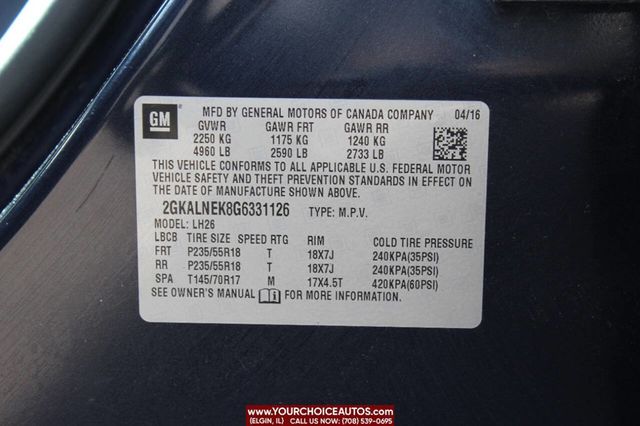 GM
MFD BY GENERAL MOTORS OF CANADA COMPANY 04/16
GVWR GAWR FRT GAWR RR
2250 KG 1175 KG 1240 KG
4960 LB 2590 LB 2733 LB
THIS VEHICLE CONFORMS TO ALL APPLICABLE U.S. FEDERAL MOTOR
VEHICLE SAFETY AND THEFT PREVENTION STANDARDS IN EFFECT ON
THE DATE OF MANUFACTURE SHOWN ABOVE.
2GKALNEK8G6331126 TYPE: M.P.V.
MODEL: LH26
LBCB TIRE SIZE SPEED RTG RIM COLD TIRE PRESSURE
FRT P235/55R18 T 18X7J 240KPA(35PSI)
RR P235/55R18 T 18X7J 240KPA(35PSI)
SPA T145/70R17 M 17X4.5T 420KPA(60PSI)
SEE OWNER'S MANUAL FOR MORE INFORMATION.
WWW.YOURCHOICEAUTOS.COM
(ELGIN, IL) (708) 539-0695